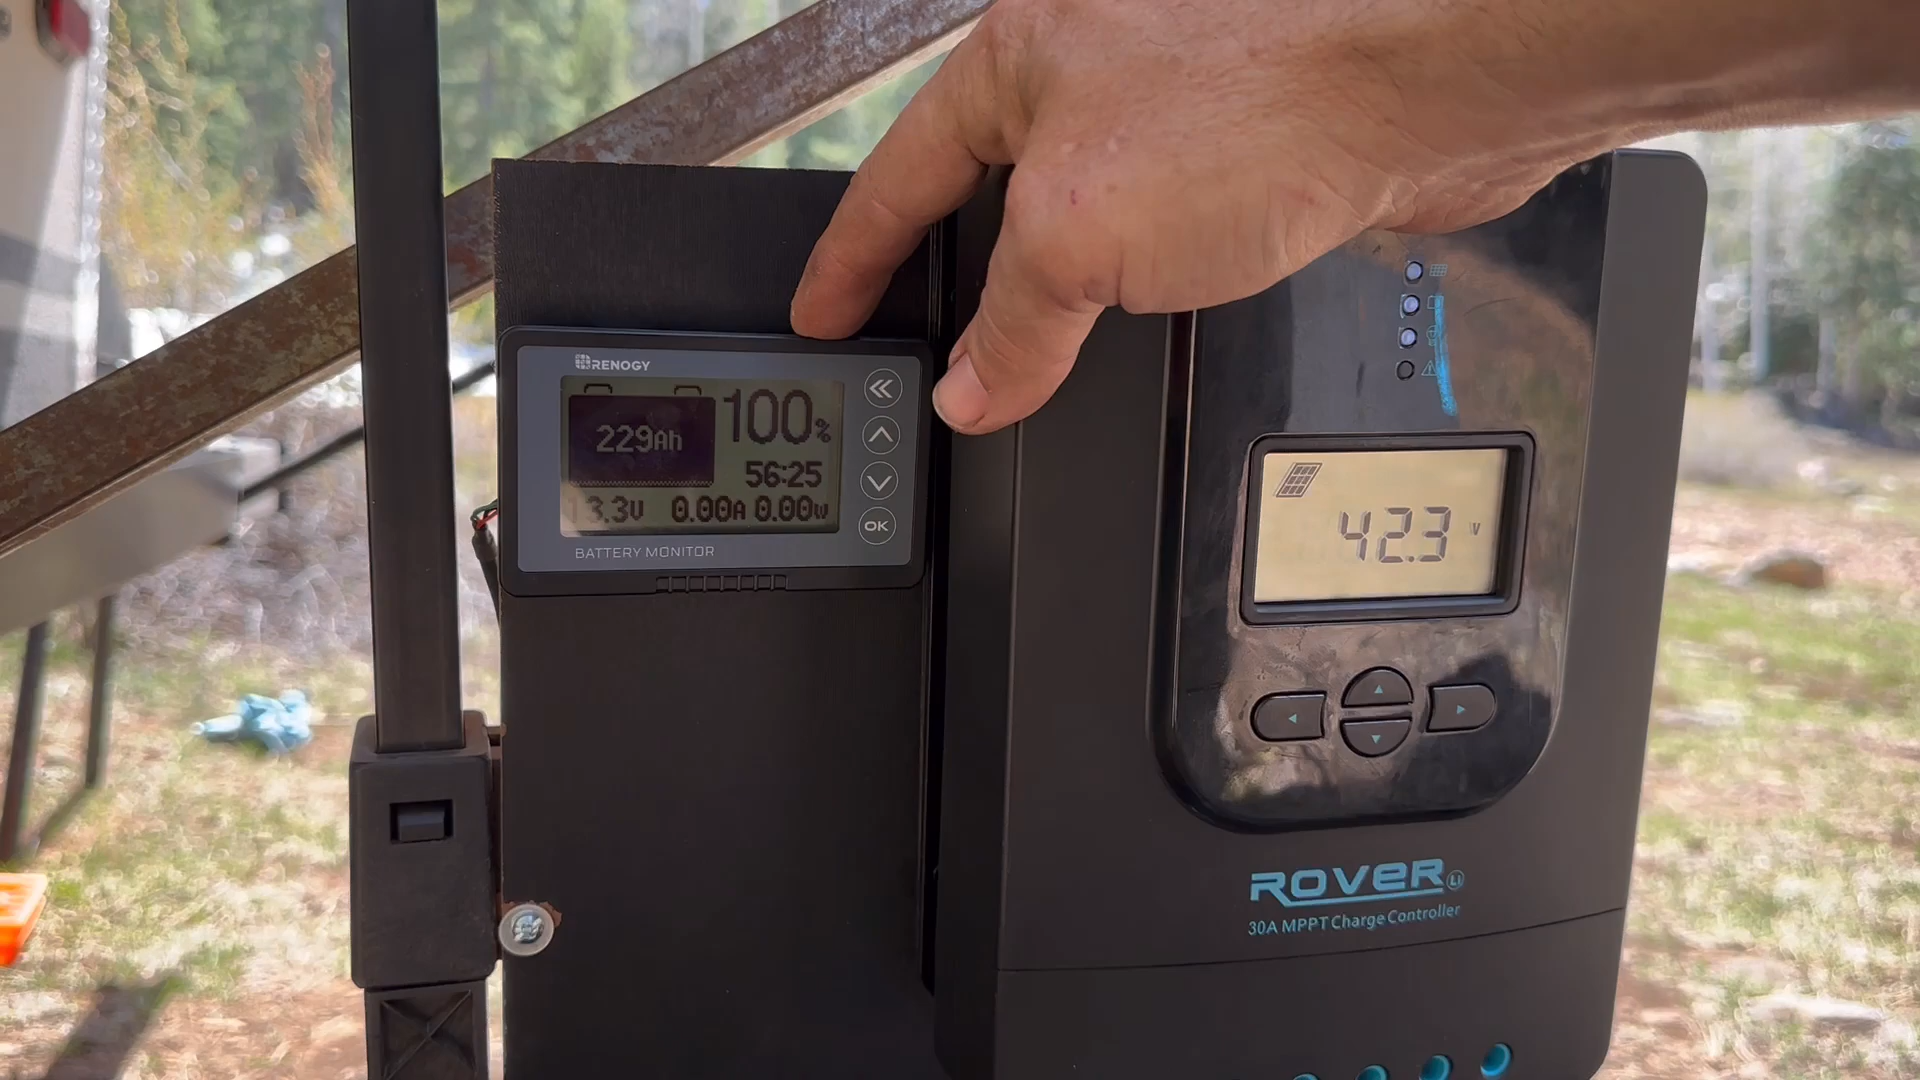 RENOGY
229Ah
100%
56:25
13.3V 0.00A 0.00W
OK
BATTERY MONITOR
42.3 V
ROVER Li
30A MPPT Charge Controller